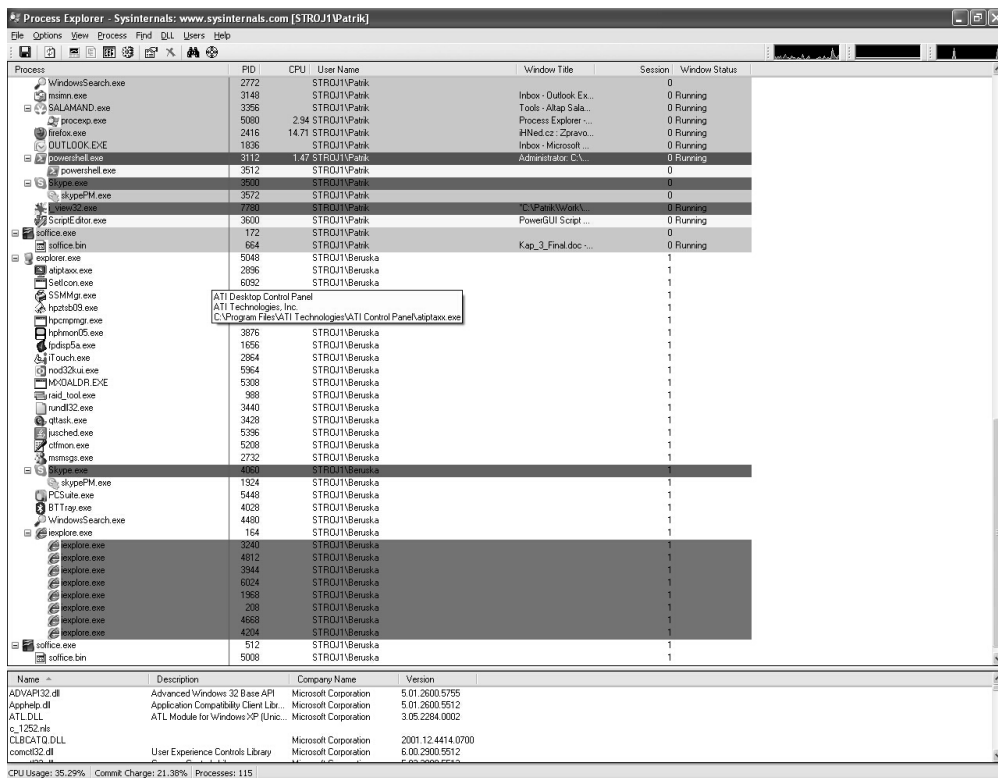 Process Explorer - Sysinternals: www.sysinternals.com [STROJ1\Patrik]
File Options View Process Find DLL Users Help
Process PID CPU User Name Window Title Session Window Status
WindowsSearch.exe 2772 STROJ1\Patrik 0
msimn.exe 3148 STROJ1\Patrik Inbox - Outlook Ex... 0 Running
SALAMAND.exe 3356 STROJ1\Patrik Tools - Altap Sala... 0 Running
procexp.exe 5080 2.94 STROJ1\Patrik Process Explorer -... 0 Running
firefox.exe 2416 14.71 STROJ1\Patrik iHNed.cz : Zpravo... 0 Running
OUTLOOK.EXE 1836 STROJ1\Patrik Inbox - Microsoft ... 0 Running
powershell.exe 3112 1.47 STROJ1\Patrik Administrator: C:\... 0 Running
powershell.exe 3512 STROJ1\Patrik 0
Skype.exe 3500 STROJ1\Patrik 0
skypePM.exe 3572 STROJ1\Patrik 0
i_view32.exe 7780 STROJ1\Patrik "C:\Patrik\Work\... 0 Running
ScriptEditor.exe 3600 STROJ1\Patrik PowerGUI Script ... 0 Running
soffice.exe 172 STROJ1\Patrik 0
soffice.bin 664 STROJ1\Patrik Kap_3_Final.doc -... 0 Running
explorer.exe 5048 STROJ1\Beruska 1
atiptaxx.exe 2896 STROJ1\Beruska 1
SetIcon.exe 6092 STROJ1\Beruska 1
SSMMgr.exe 1
hpztsb09.exe 1
hpcmpmgr.exe 1
ATI Desktop Control Panel
ATI Technologies, Inc.
C:\Program Files\ATI Technologies\ATI Control Panel\atiptaxx.exe
hphmon05.exe 3876 STROJ1\Beruska 1
fpdisp5a.exe 1656 STROJ1\Beruska 1
iTouch.exe 2864 STROJ1\Beruska 1
nod32kui.exe 5964 STROJ1\Beruska 1
MXOALDR.EXE 5308 STROJ1\Beruska 1
raid_tool.exe 988 STROJ1\Beruska 1
rundll32.exe 3440 STROJ1\Beruska 1
qttask.exe 3428 STROJ1\Beruska 1
jusched.exe 5396 STROJ1\Beruska 1
ctfmon.exe 5208 STROJ1\Beruska 1
msmsgs.exe 2732 STROJ1\Beruska 1
Skype.exe 4060 STROJ1\Beruska 1
skypePM.exe 1924 STROJ1\Beruska 1
PCSuite.exe 5448 STROJ1\Beruska 1
BTTray.exe 4028 STROJ1\Beruska 1
WindowsSearch.exe 4480 STROJ1\Beruska 1
iexplore.exe 164 STROJ1\Beruska 1
iexplore.exe 3240 STROJ1\Beruska 1
iexplore.exe 4812 STROJ1\Beruska 1
iexplore.exe 3944 STROJ1\Beruska 1
iexplore.exe 6024 STROJ1\Beruska 1
iexplore.exe 1968 STROJ1\Beruska 1
iexplore.exe 208 STROJ1\Beruska 1
iexplore.exe 4668 STROJ1\Beruska 1
iexplore.exe 4204 STROJ1\Beruska 1
soffice.exe 512 STROJ1\Beruska 1
soffice.bin 5008 STROJ1\Beruska 1
Name Description Company Name Version
ADVAPI32.dll Advanced Windows 32 Base API Microsoft Corporation 5.01.2600.5755
Apphelp.dll Application Compatibility Client Libr... Microsoft Corporation 5.01.2600.5512
ATL.DLL ATL Module for Windows XP (Unic... Microsoft Corporation 3.05.2284.0002
c_1252.nls
CLBCATQ.DLL Microsoft Corporation 2001.12.4414.0700
comctl32.dll User Experience Controls Library Microsoft Corporation 6.00.2900.5512
CPU Usage: 35.29% Commit Charge: 21.38% Processes: 115